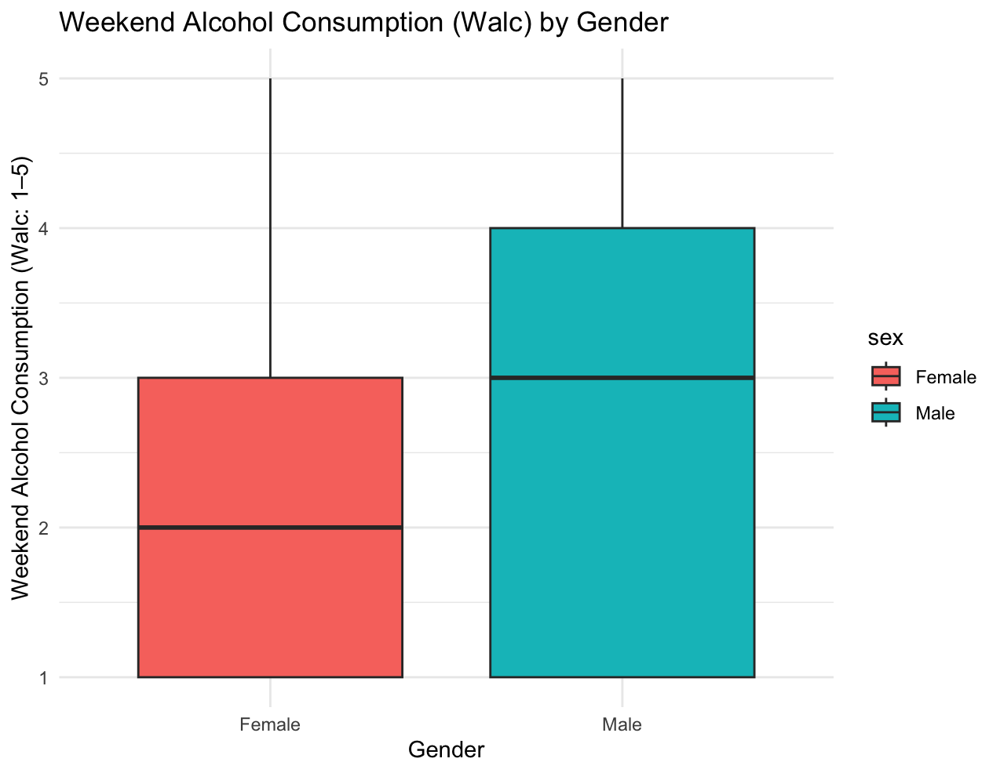 Weekend Alcohol Consumption (Walc) by Gender
Weekend Alcohol Consumption (Walc: 1–5)
5
4
3
2
1
Female
Male
Gender
sex
Female
Male